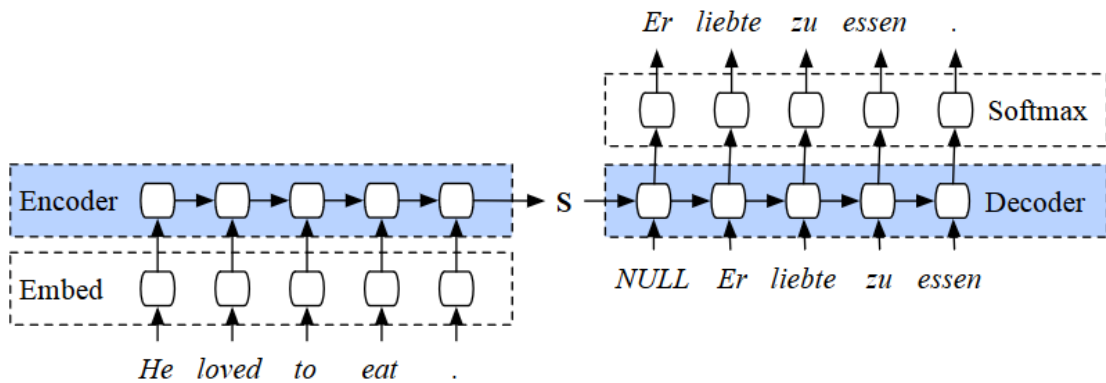 Er liebte zu essen .
Softmax
Encoder
S
Decoder
Embed
NULL Er liebte zu essen
He loved to eat .